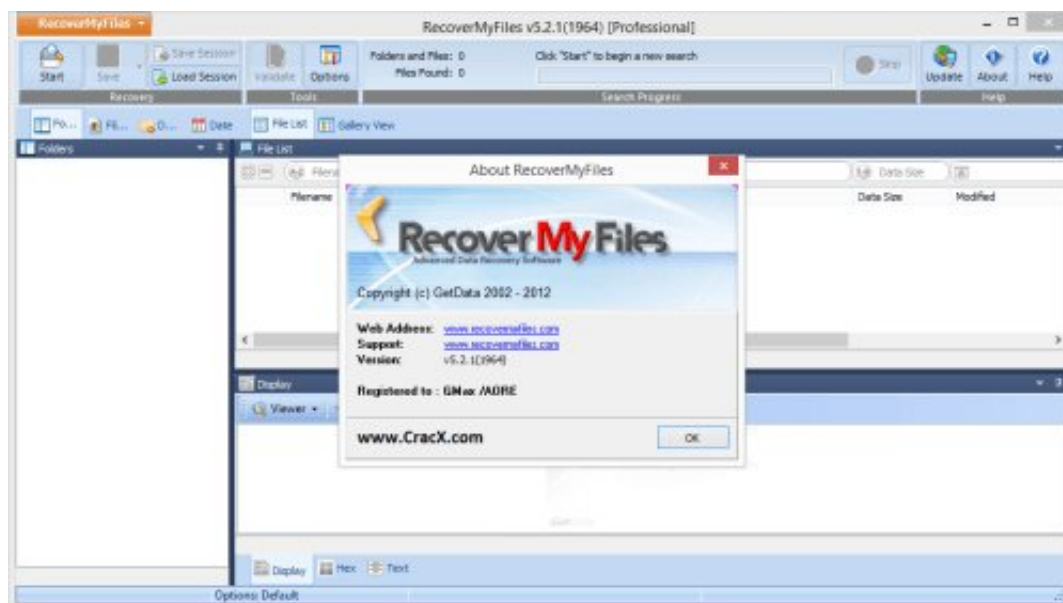 RecoverMyFiles
RecoverMyFiles v5.2.1(1964) [Professional]
Start
Save
Save Session
Load Session
Validate
Options
Folders and Files: 0
Files Found: 0
Click "Start" to begin a new search
Stop
Update
About
Help
Recovery
Tools
Search Progress
Help
Fo...
Fil...
D...
Date
File List
Gallery View
Folders
File List
Data Size
Filename
Data Size
Modified
About RecoverMyFiles
Recover My Files
Advanced Data Recovery Software
Copyright (c) GetData 2002 - 2012
Web Address: www.recovermyfiles.com
Support: www.recovermyfiles.com
Version: v5.2.1(1964)
Registered to : GMax /ADRE
www.CracX.com
OK
Display
Viewer
Display
Hex
Text
Options: Default